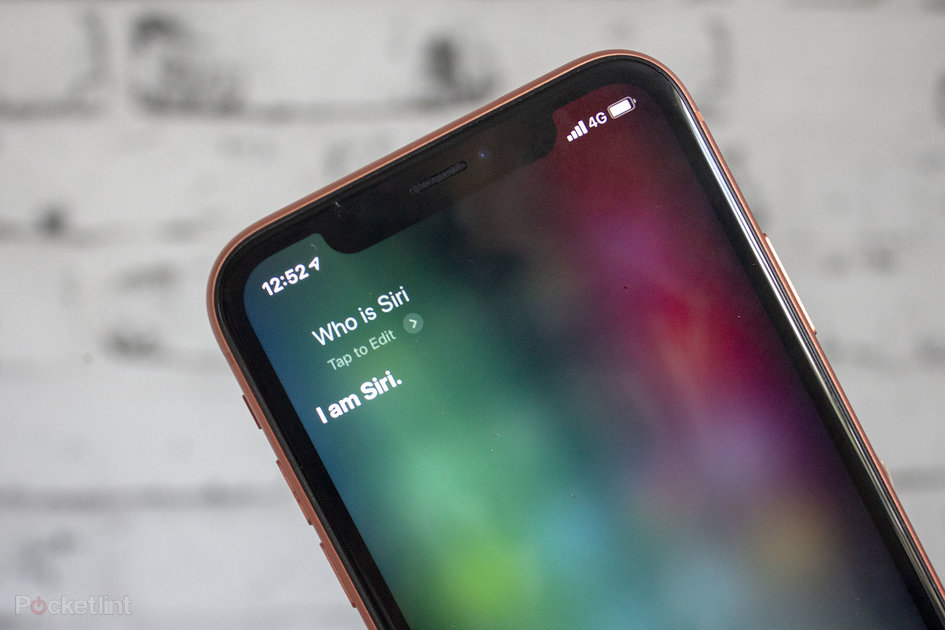 4G
12:52
Who is Siri
Tap to Edit
I am Siri.
Pocketlint